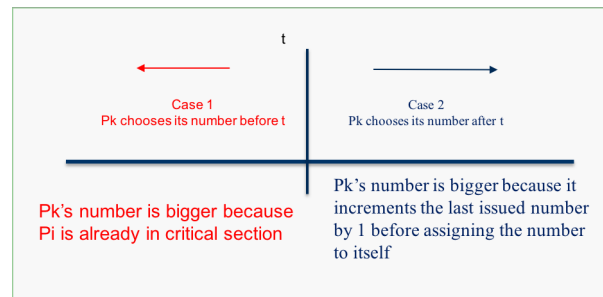 t
Case 1
Pk chooses its number before t
Case 2
Pk chooses its number after t
Pk's number is bigger because
Pi is already in critical section
Pk's number is bigger because it
increments the last issued number
by 1 before assigning the number
to itself